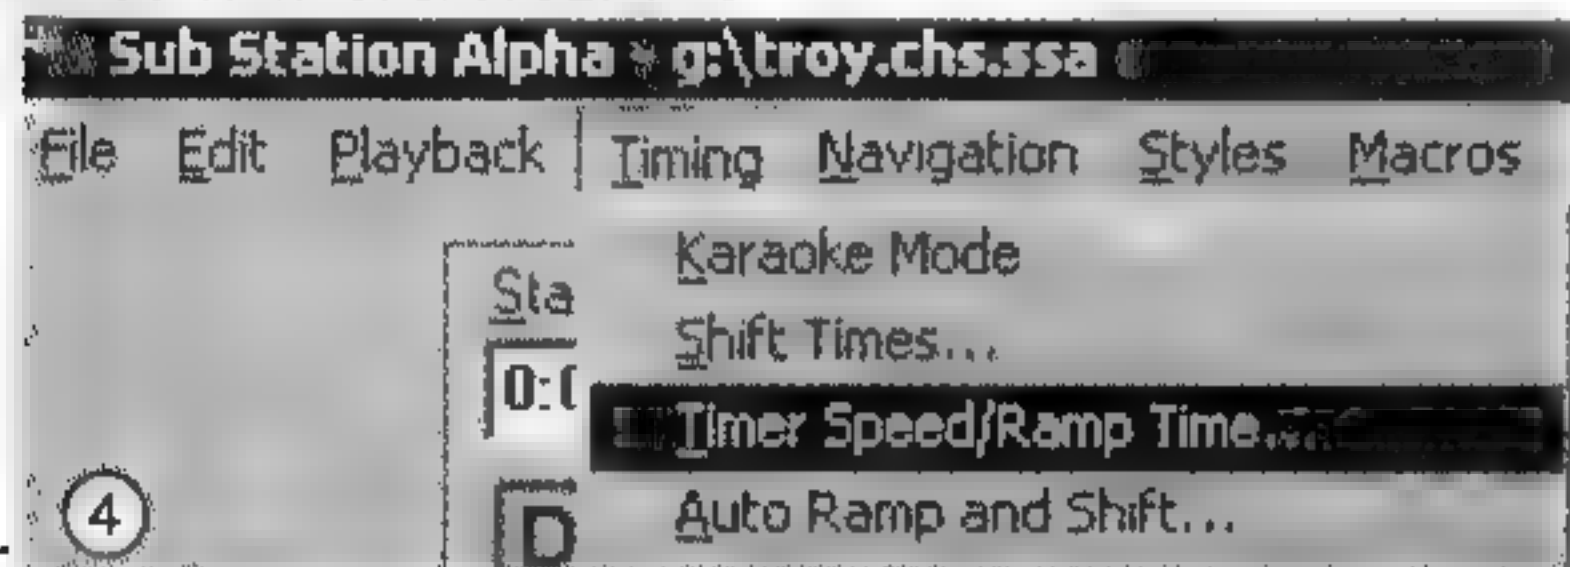 Sub Station Alpha * g:\troy.chs.ssa
File Edit Playback Timing Navigation Styles Macros
Karaoke Mode
Sta
Shift Times...
0:0
Timer Speed/Ramp Time...
4
D
Auto Ramp and Shift...